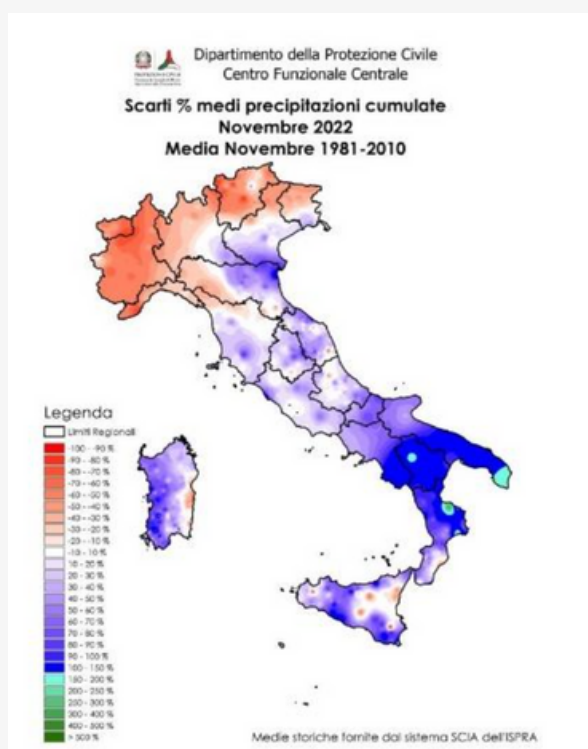 Dipartimento della Protezione Civile
Centro Funzionale Centrale
Scarti % medi precipitazioni cumulate
Novembre 2022
Media Novembre 1981-2010
Legenda
Limiti Regionali
-100 - -90 %
-90 - -80 %
-80 - -70 %
-70 - -60 %
-60 - -50 %
-50 - -40 %
-40 - -30 %
-30 - -20 %
-20 - -10 %
-10 - 10 %
10 - 20 %
20 - 30 %
30 - 40 %
40 - 50 %
50 - 60 %
60 - 70 %
70 - 80 %
80 - 90 %
90 - 100 %
100 - 150 %
150 - 200 %
200 - 250 %
250 - 300 %
300 - 400 %
400 - 500 %
> 500 %
Medie storiche fornite dal sistema SCIA dell'ISPRA